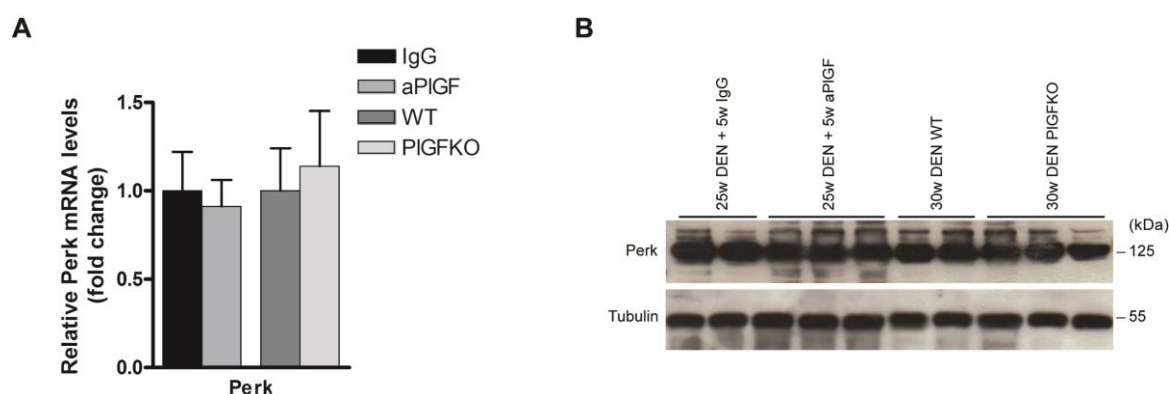 A
IgG
aPlGF
WT
PlGFKO
Relative Perk mRNA levels
(fold change)
1.5
1.0
0.5
0.0
Perk
B
25w DEN + 5w IgG
25w DEN + 5w aPlGF
30w DEN WT
30w DEN PlGFKO
(kDa)
Perk
– 125
Tubulin
– 55